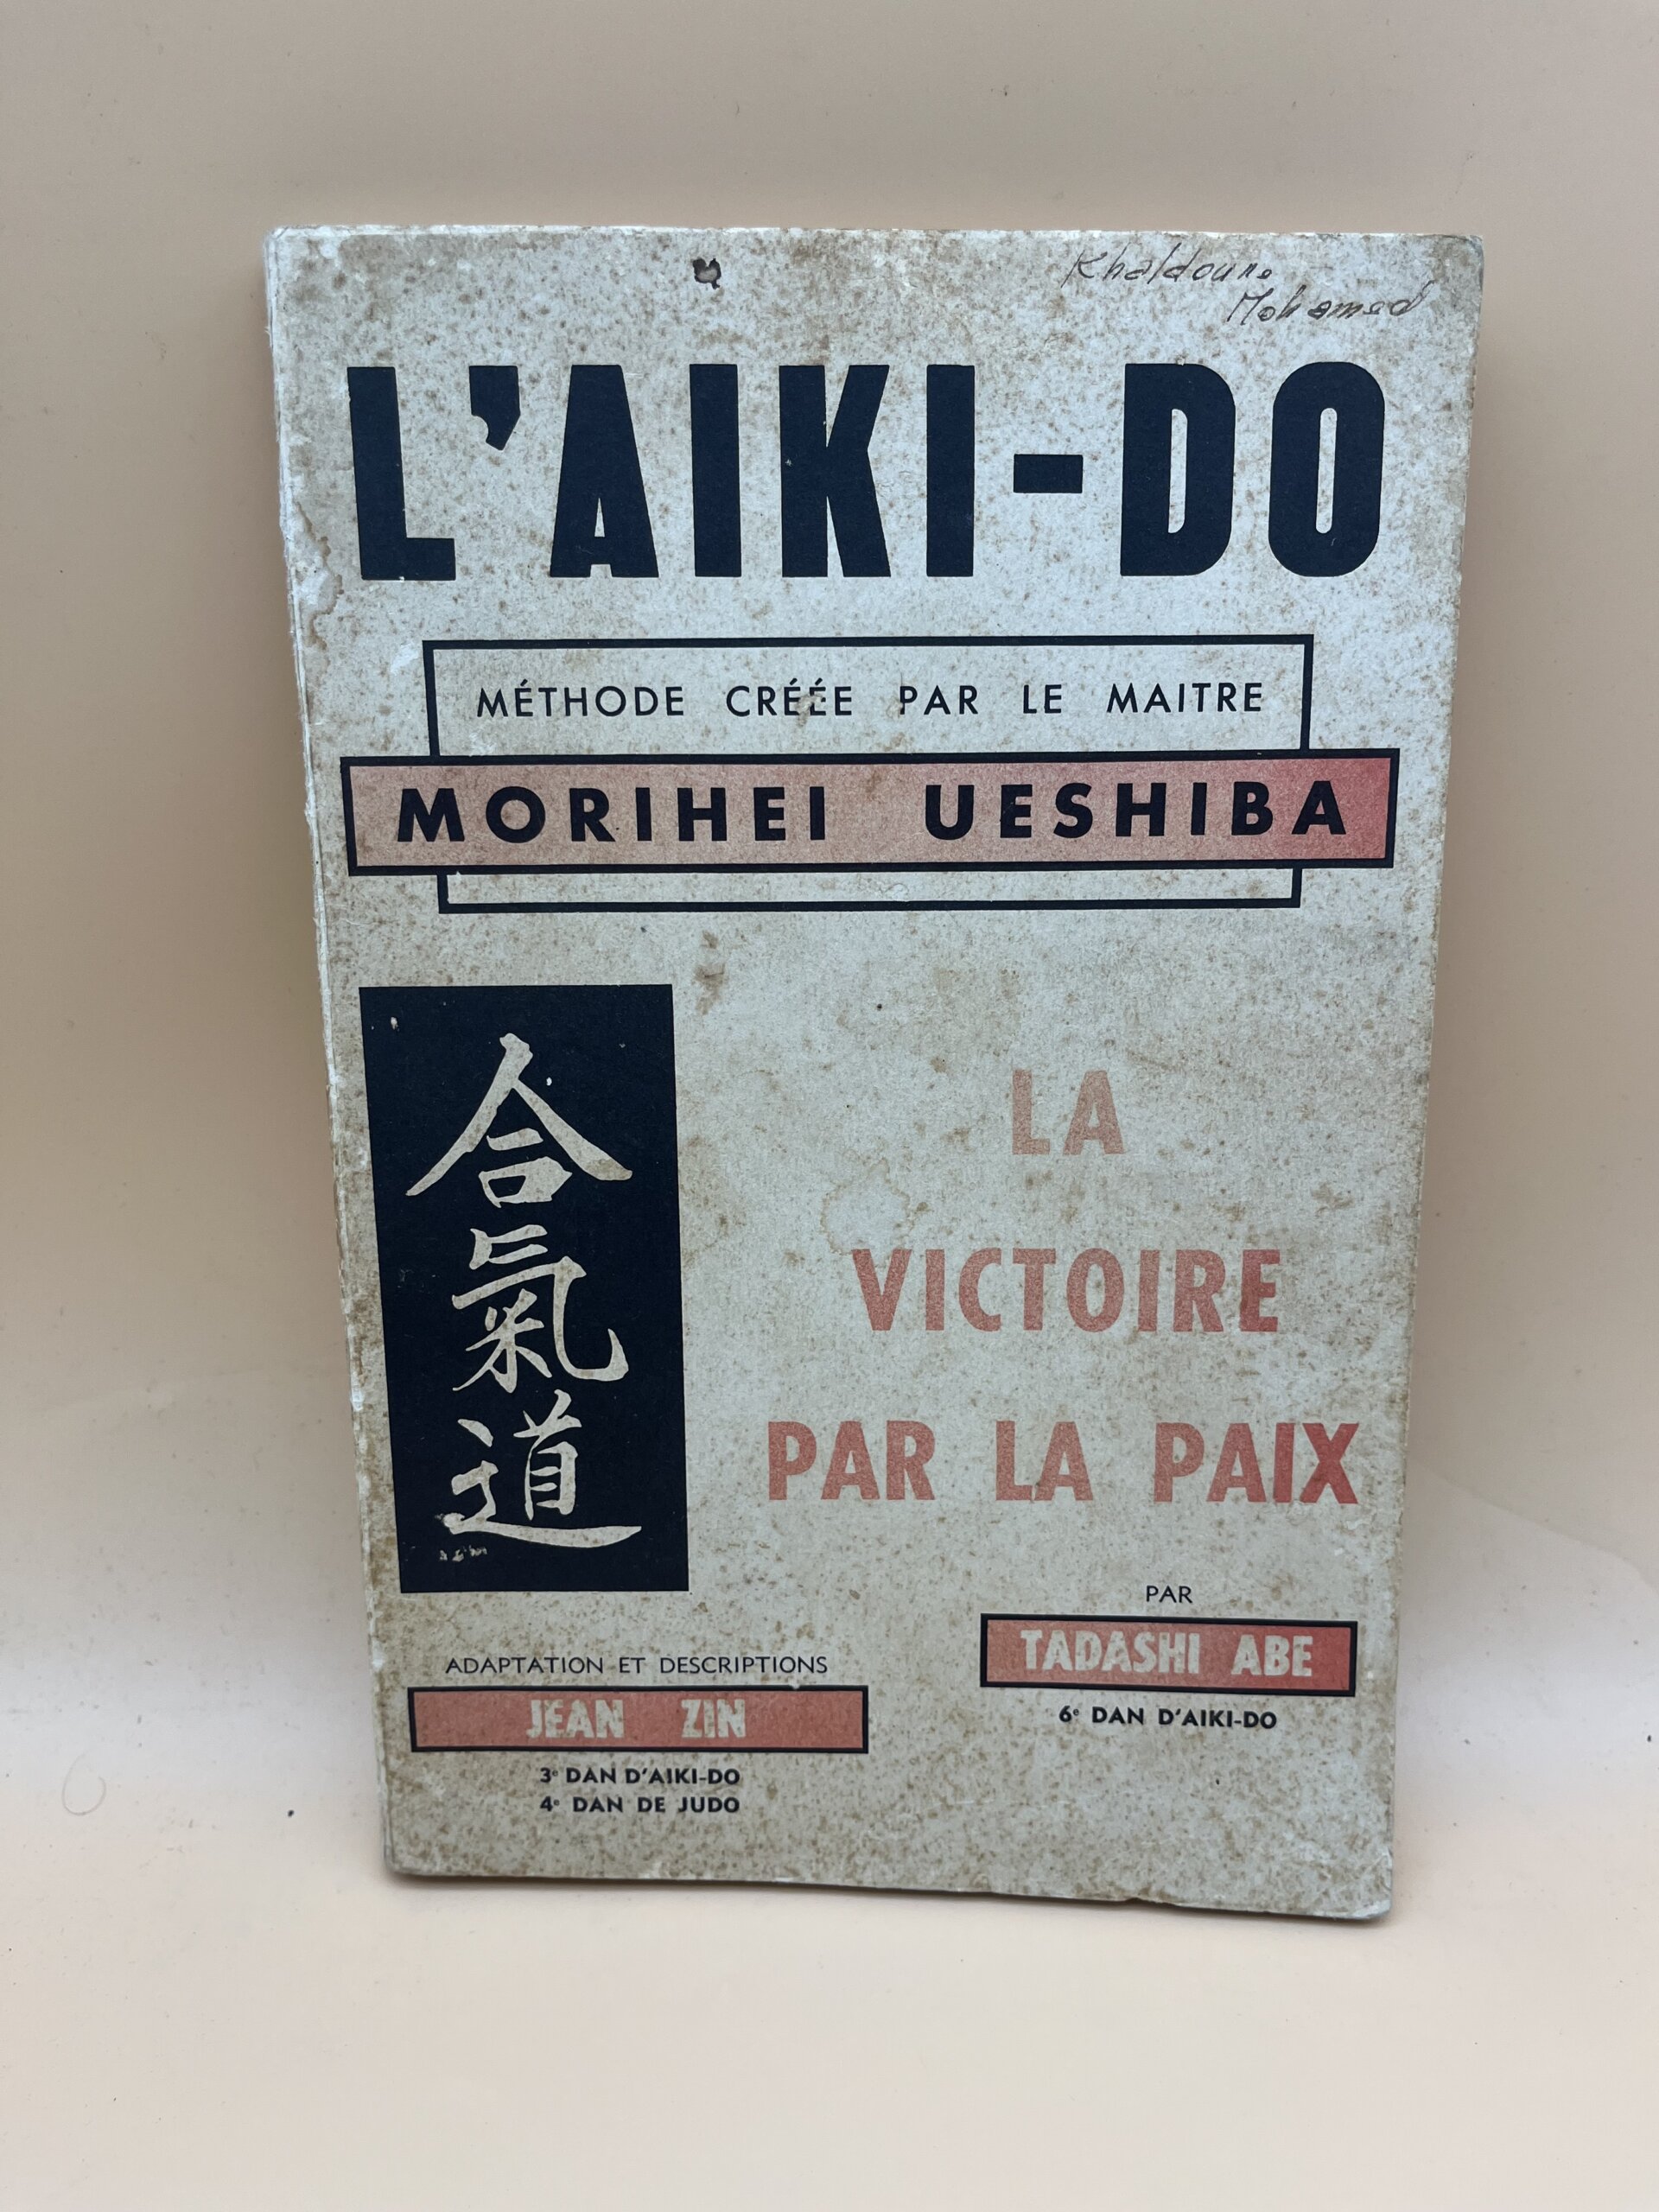 Khaldoune
Mohamed
L'AIKI-DO
MÉTHODE CRÉÉE PAR LE MAITRE
MORIHEI UESHIBA
合
氣
道
LA
VICTOIRE
PAR LA PAIX
PAR
TADASHI ABE
6e DAN D'AIKI-DO
ADAPTATION ET DESCRIPTIONS
JEAN ZIN
3e DAN D'AIKI-DO
4e DAN DE JUDO